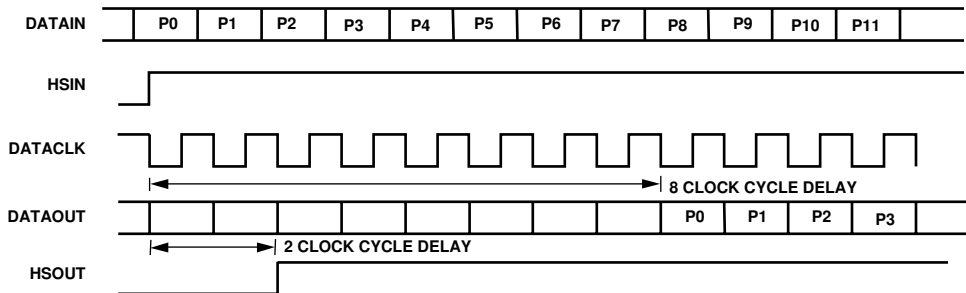 DATAIN P0 P1 P2 P3 P4 P5 P6 P7 P8 P9 P10 P11
HSIN
DATACLK
8 CLOCK CYCLE DELAY
DATAOUT P0 P1 P2 P3
2 CLOCK CYCLE DELAY
HSOUT